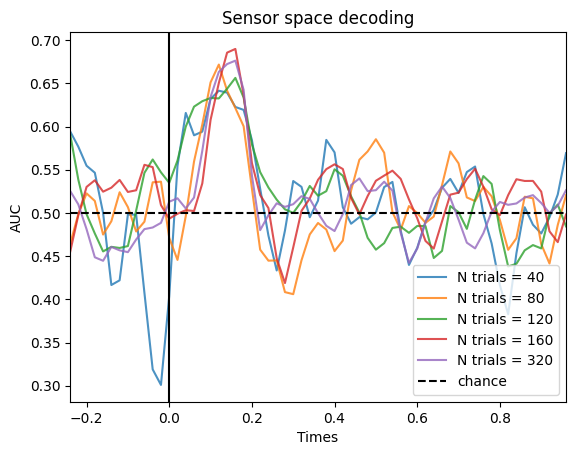 Sensor space decoding
AUC
0.70
0.65
0.60
0.55
0.50
0.45
0.40
0.35
0.30
N trials = 40
N trials = 80
N trials = 120
N trials = 160
N trials = 320
chance
−0.2 0.0 0.2 0.4 0.6 0.8
Times